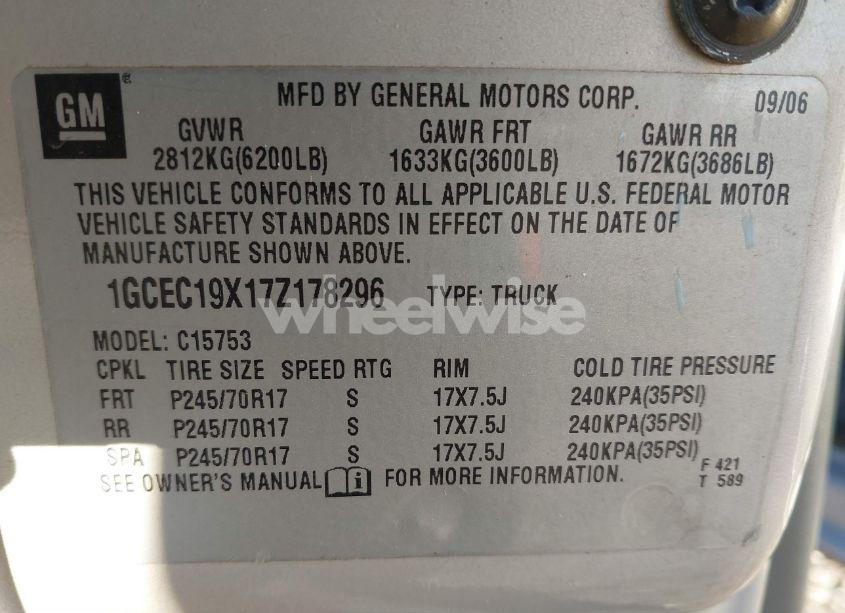 GM ® MFD BY GENERAL MOTORS CORP. 09/06
GVWR GAWR FRT GAWR RR
2812KG(6200LB) 1633KG(3600LB) 1672KG(3686LB)
THIS VEHICLE CONFORMS TO ALL APPLICABLE U.S. FEDERAL MOTOR
VEHICLE SAFETY STANDARDS IN EFFECT ON THE DATE OF
MANUFACTURE SHOWN ABOVE.
1GCEC19X17Z178296 TYPE: TRUCK
wheelwise
MODEL: C15753
CPKL TIRE SIZE SPEED RTG RIM COLD TIRE PRESSURE
FRT P245/70R17 S 17X7.5J 240KPA(35PSI)
RR P245/70R17 S 17X7.5J 240KPA(35PSI)
SPA P245/70R17 S 17X7.5J 240KPA(35PSI)
F 421
SEE OWNER'S MANUAL FOR MORE INFORMATION. T 589